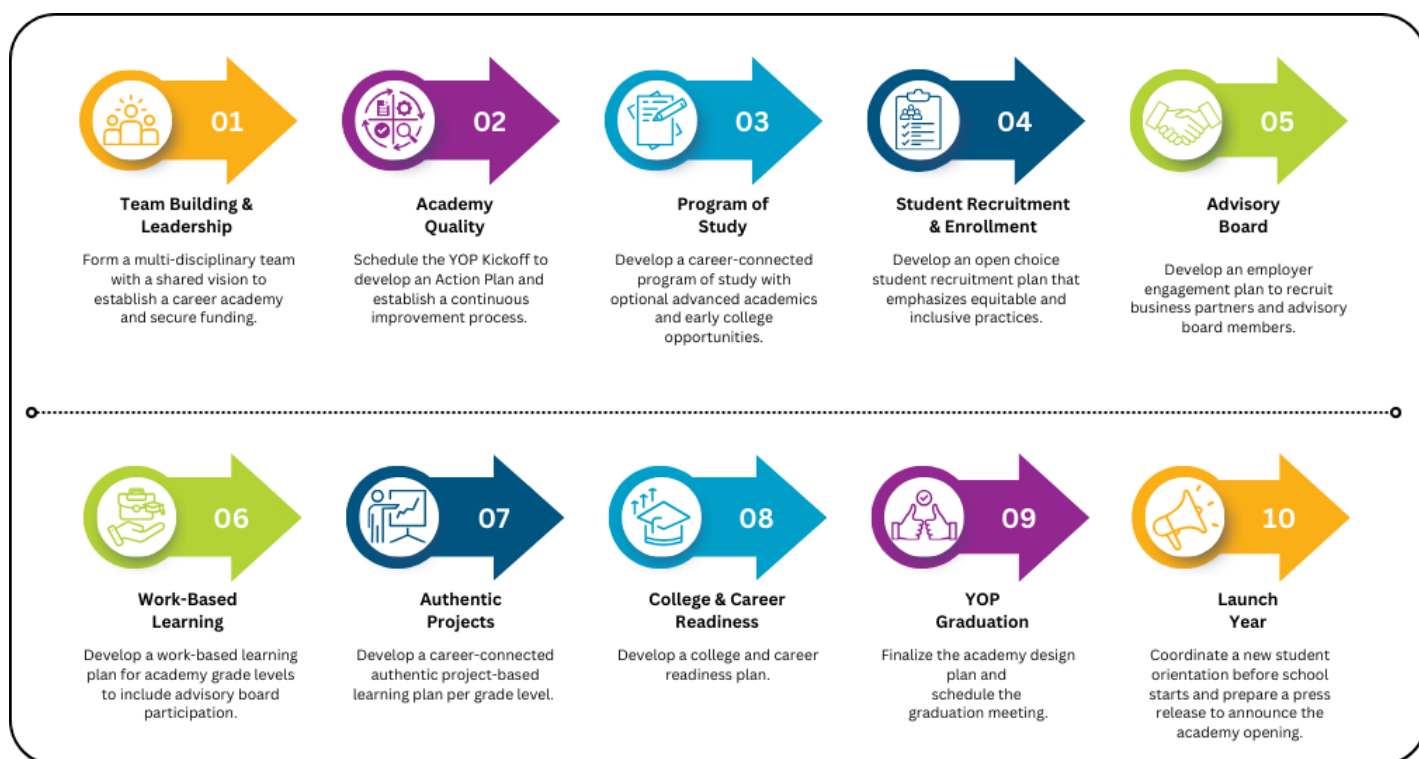 01
Team Building &
Leadership
Form a multi-disciplinary team
with a shared vision to
establish a career academy
and secure funding.
02
Academy
Quality
Schedule the YOP Kickoff to
develop an Action Plan and
establish a continuous
improvement process.
03
Program of
Study
Develop a career-connected
program of study with
optional advanced academics
and early college
opportunities.
04
Student Recruitment
& Enrollment
Develop an open choice
student recruitment plan that
emphasizes equitable and
inclusive practices.
05
Advisory
Board
Develop an employer
engagement plan to recruit
business partners and advisory
board members.
06
Work-Based
Learning
Develop a work-based learning
plan for academy grade levels
to include advisory board
participation.
07
Authentic
Projects
Develop a career-connected
authentic project-based
learning plan per grade level.
08
College & Career
Readiness
Develop a college and career
readiness plan.
09
YOP
Graduation
Finalize the academy design
plan and
schedule the
graduation meeting.
10
Launch
Year
Coordinate a new student
orientation before school
starts and prepare a press
release to announce the
academy opening.